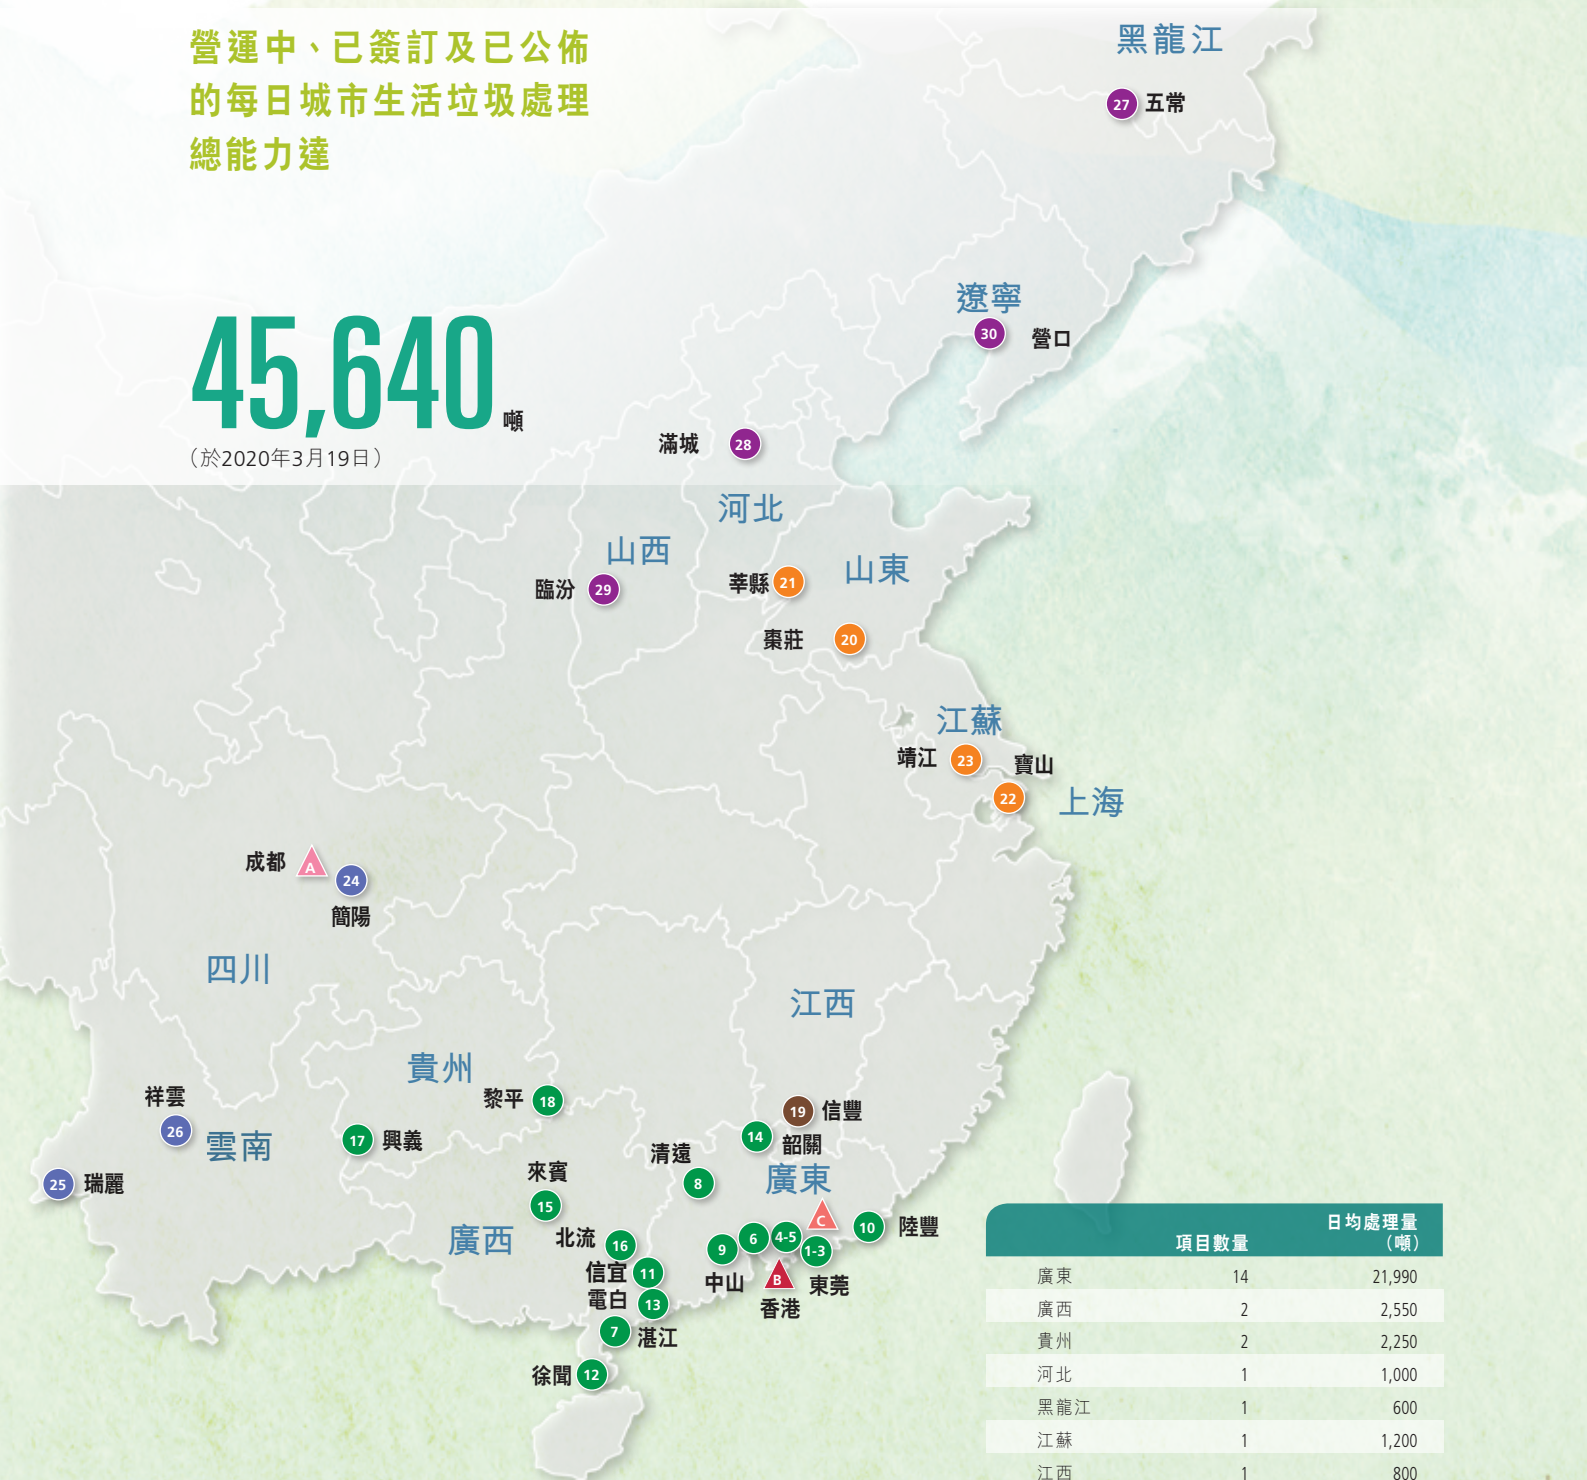 營運中、已簽訂及已公佈
的每日城市生活垃圾處理
總能力達
45,640噸
（於2020年3月19日）
黑龍江
27 五常
遼寧
30 營口
滿城 28
河北
山西
臨汾 29
莘縣 21
山東
棗莊 20
江蘇
靖江 23
寶山
22
上海
成都 A
24
簡陽
四川
江西
貴州
祥雲
26
雲南
黎平 18
17 興義
25 瑞麗
19 信豐
14 韶關
清遠
8
廣東
來賓
15
廣西
北流 16
信宜 11
電白 13
7 湛江
徐聞 12
9
中山
6
4-5
C
1-3
東莞
B
香港
10 陸豐
項目數量 日均處理量
（噸）
廣東 14 21,990
廣西 2 2,550
貴州 2 2,250
河北 1 1,000
黑龍江 1 600
江蘇 1 1,200
江西 1 800